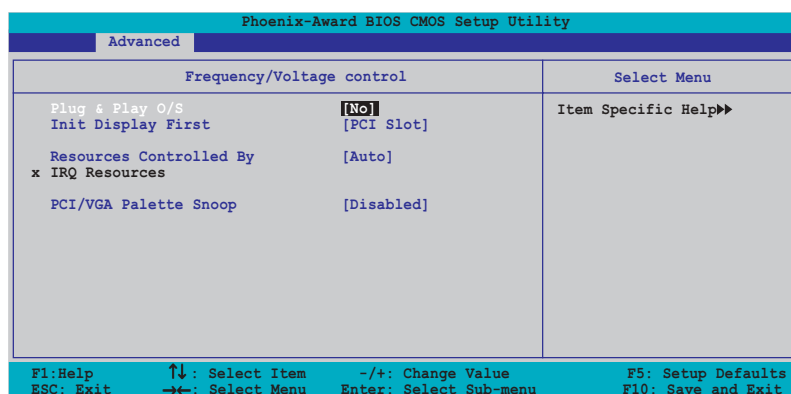 Phoenix-Award BIOS CMOS Setup Utility
Advanced
Frequency/Voltage control
Select Menu
Plug & Play O/S [No]
Item Specific Help▶▶
Init Display First [PCI Slot]
Resources Controlled By [Auto]
x IRQ Resources
PCI/VGA Palette Snoop [Disabled]
F1:Help ↑↓: Select Item -/+: Change Value F5: Setup Defaults
ESC: Exit →←: Select Menu Enter: Select Sub-menu F10: Save and Exit